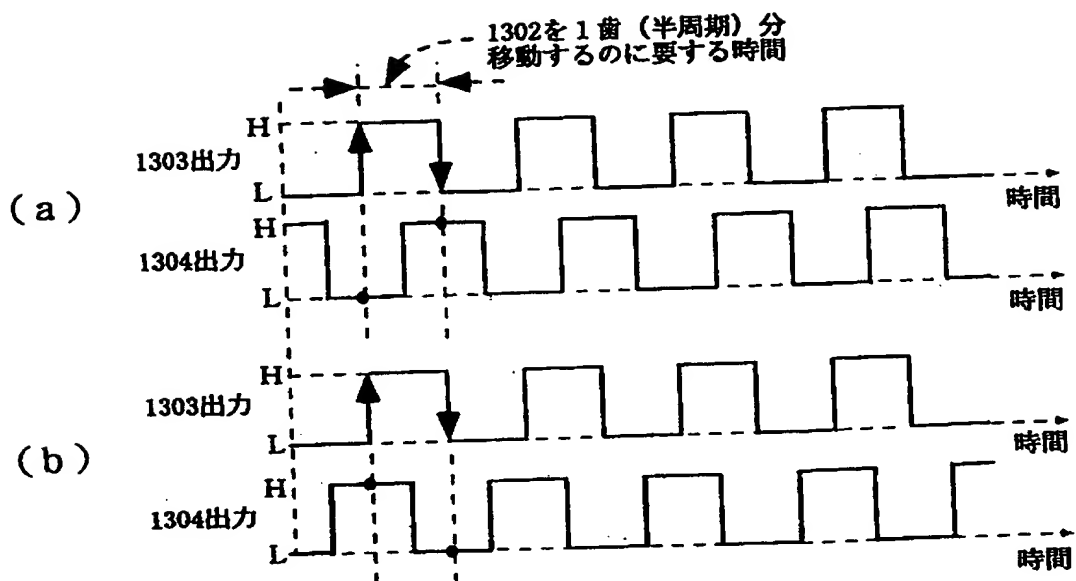 1302を1歯(半周期)分
移動するのに要する時間
H
1303出力
L
時間
(a)
H
1304出力
L
時間
H
1303出力
L
時間
(b)
H
1304出力
L
時間